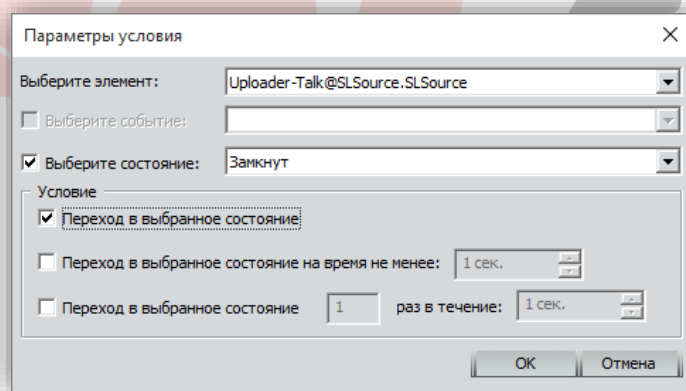 Параметры условия
Выберите элемент: Uploader-Talk@SLSource.SLSource
Выберите событие:
Выберите состояние: Замкнут
Условие
Переход в выбранное состояние
Переход в выбранное состояние на время не менее: 1 сек.
Переход в выбранное состояние 1 раз в течение: 1 сек.
ОК Отмена